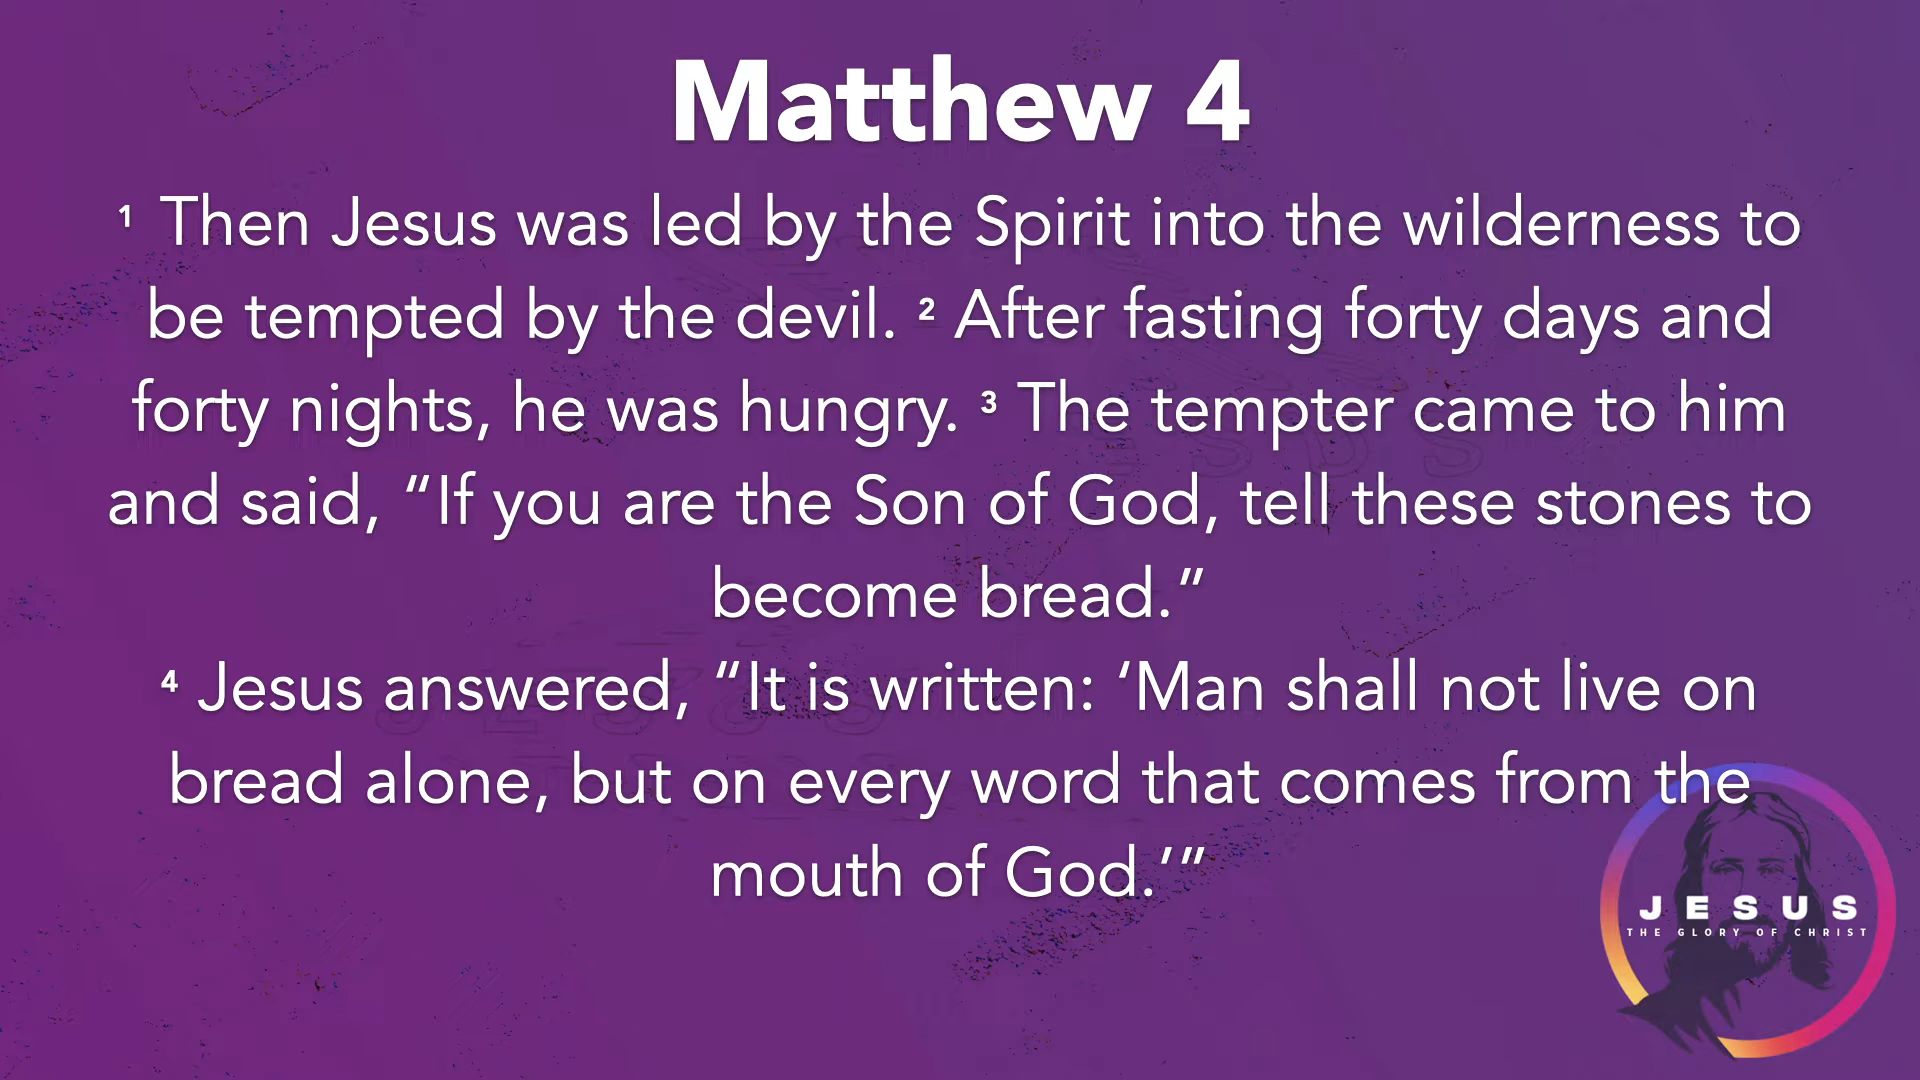 Matthew 4
¹ Then Jesus was led by the Spirit into the wilderness to
be tempted by the devil. ² After fasting forty days and
forty nights, he was hungry. ³ The tempter came to him
and said, “If you are the Son of God, tell these stones to
become bread.”
⁴ Jesus answered, “It is written: ‘Man shall not live on
bread alone, but on every word that comes from the
mouth of God.’”
JESUS
THE GLORY OF CHRIST